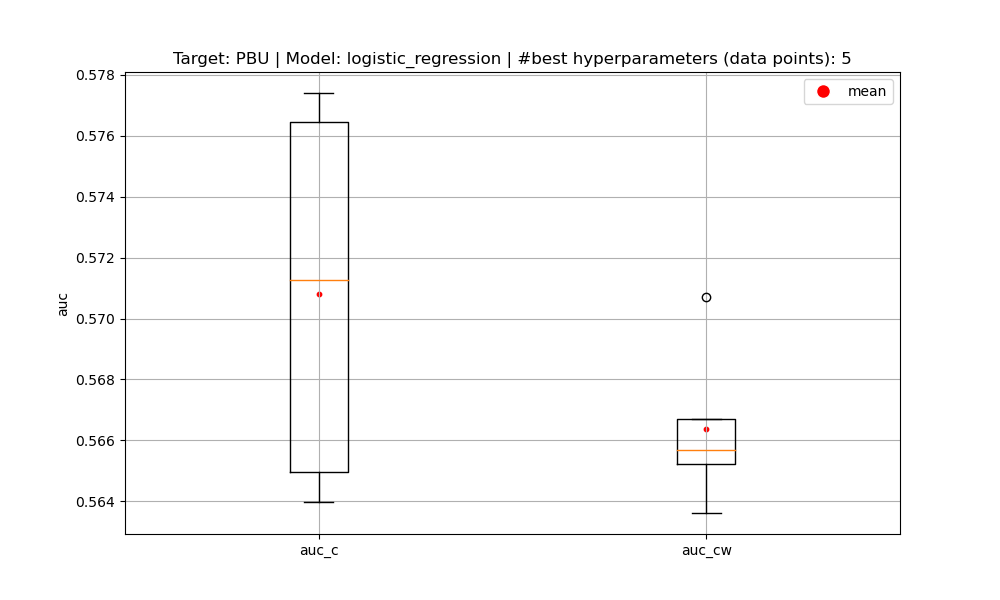 Target: PBU | Model: logistic_regression | #best hyperparameters (data points): 5
mean
0.578
0.576
0.574
0.572
0.570
0.568
0.566
0.564
auc
auc_c
auc_cw